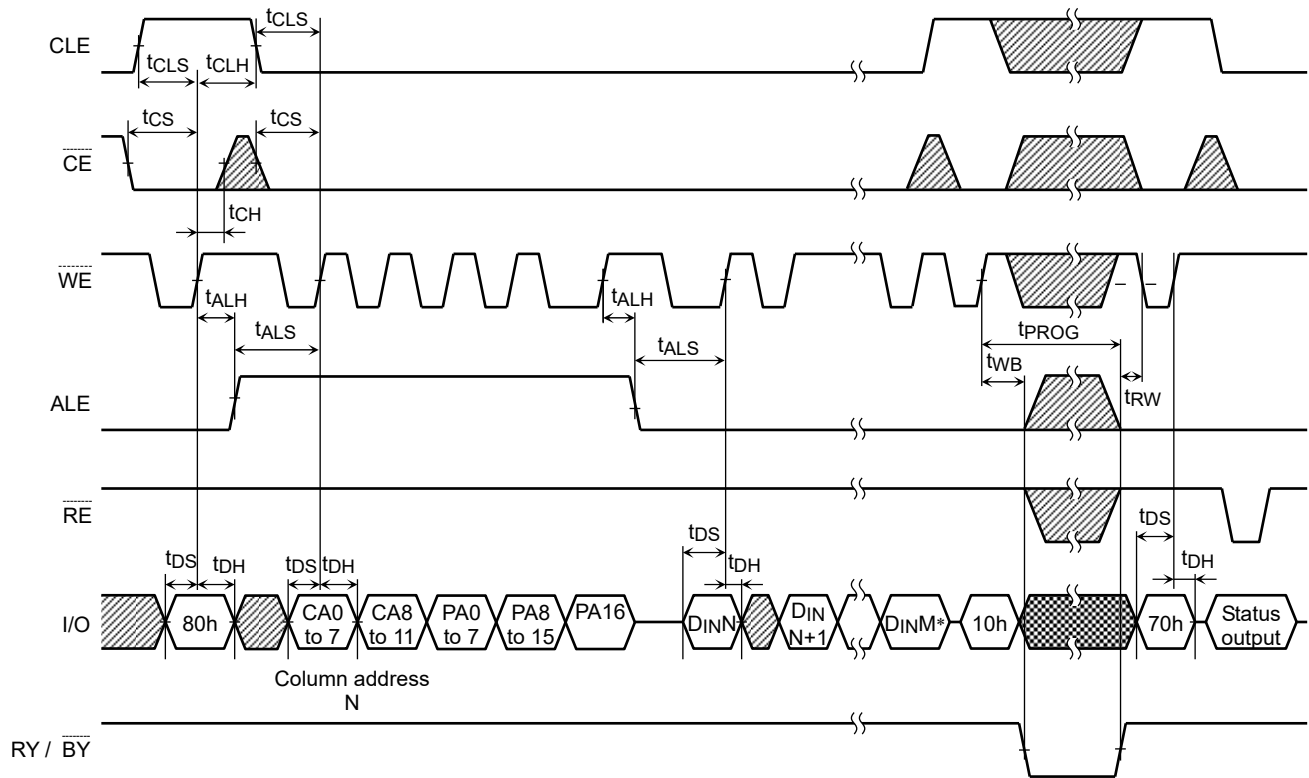 CLE
tCLS
tCLS
tCLH
tCS
tCS
CE
tCH
WE
tALH
tALH
tALS
tALS
tPROG
tWB
tRW
ALE
RE
tDS
tDH
tDS
tDH
tDS
tDH
tDS
tDH
I/O
80h
CA0
to 7
CA8
to 11
PA0
to 7
PA8
to 15
PA16
DINN
DIN
N+1
DINM*
10h
70h
Status
output
Column address
N
RY / BY